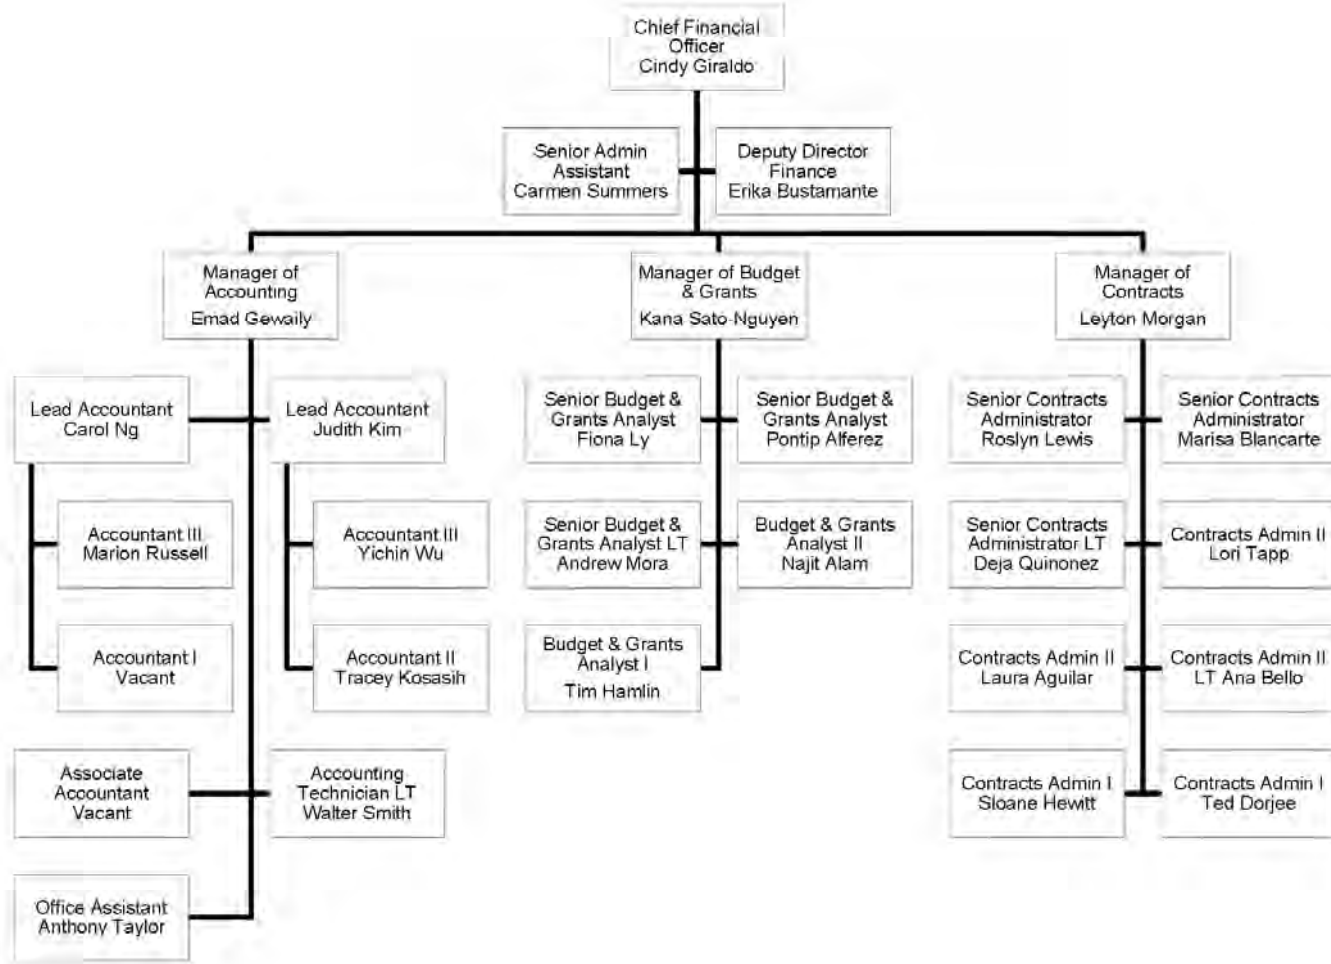 Chief Financial
Officer
Cindy Giraldo
Senior Admin
Assistant
Carmen Summers
Deputy Director
Finance
Erika Bustamante
Manager of
Accounting
Emad Gewaily
Manager of Budget
& Grants
Kana Sato-Nguyen
Manager of
Contracts
Leyton Morgan
Lead Accountant
Carol Ng
Lead Accountant
Judith Kim
Senior Budget &
Grants Analyst
Fiona Ly
Senior Budget &
Grants Analyst
Pontip Alferez
Senior Contracts
Administrator
Roslyn Lewis
Senior Contracts
Administrator
Marisa Blancarte
Accountant III
Marion Russell
Accountant III
Yichin Wu
Senior Budget &
Grants Analyst LT
Andrew Mora
Budget & Grants
Analyst II
Najit Alam
Senior Contracts
Administrator LT
Deja Quinonez
Contracts Admin II
Lori Tapp
Accountant I
Vacant
Accountant II
Tracey Kosasih
Budget & Grants
Analyst I
Tim Hamlin
Contracts Admin II
Laura Aguilar
Contracts Admin II
LT Ana Bello
Associate
Accountant
Vacant
Accounting
Technician LT
Walter Smith
Contracts Admin I
Sloane Hewitt
Contracts Admin I
Ted Dorjee
Office Assistant
Anthony Taylor